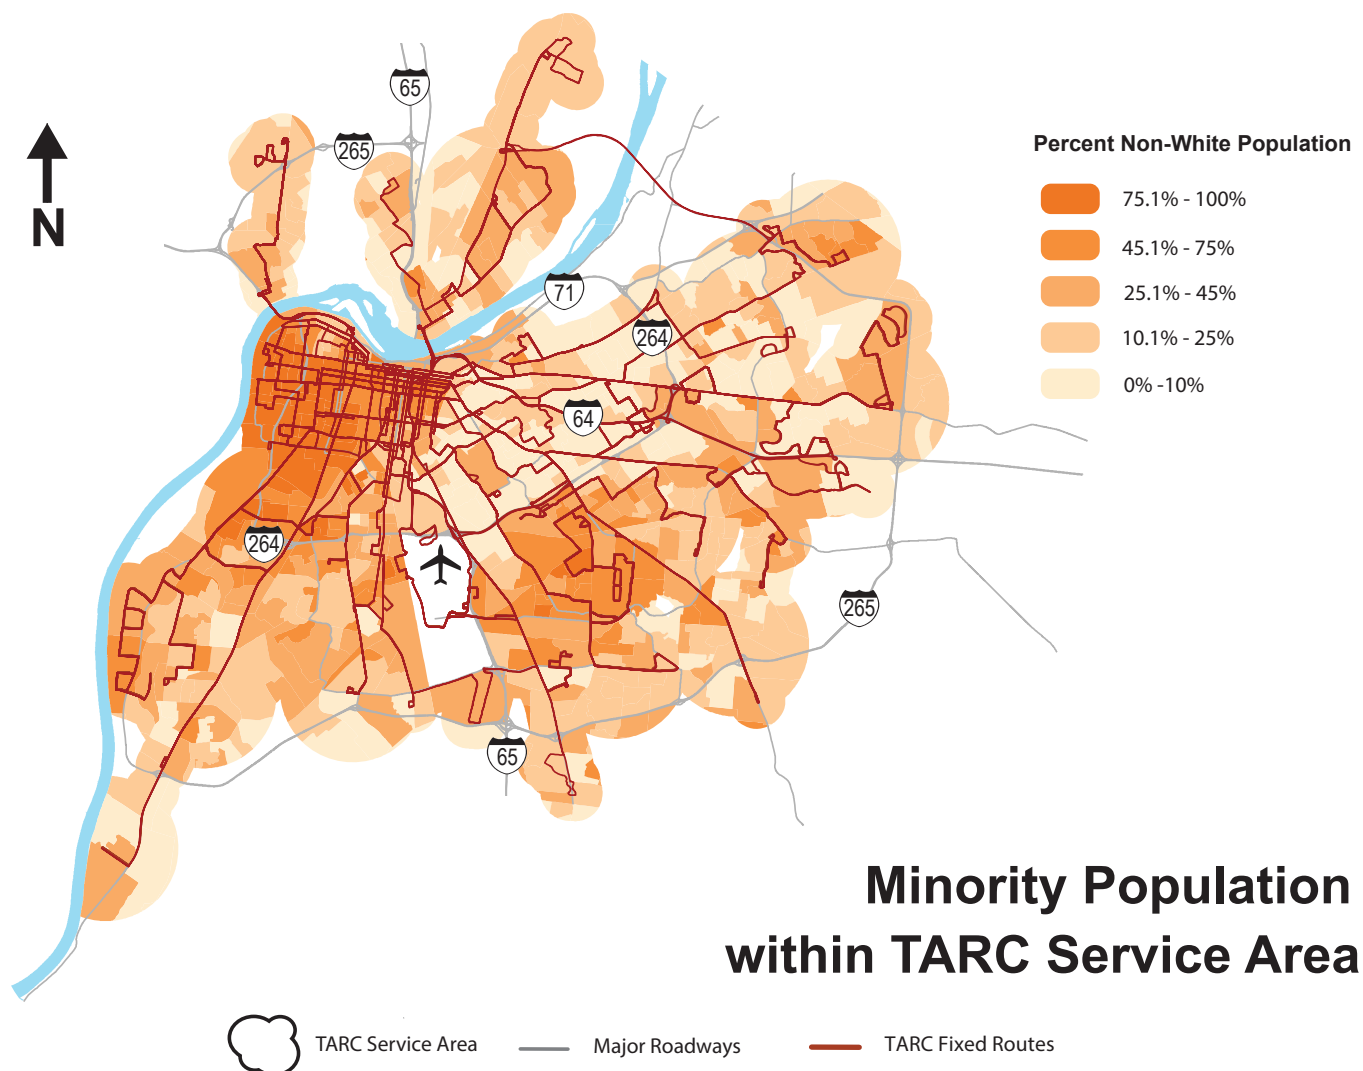 65
265
N
71
264
64
264
265
65
Percent Non-White Population
75.1% - 100%
45.1% - 75%
25.1% - 45%
10.1% - 25%
0% -10%
Minority Population
within TARC Service Area
TARC Service Area
Major Roadways
TARC Fixed Routes